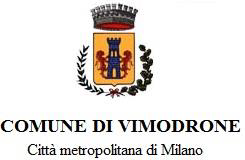 COMUNE DI VIMODRONE
Città metropolitana di Milano